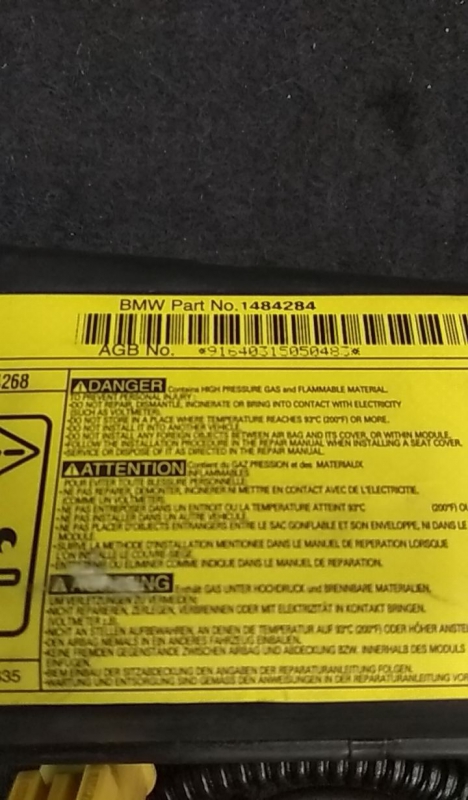 BMW Part No. 1484284
AGB No. *91640315050483*
268
DANGER Contains HIGH PRESSURE GAS and FLAMMABLE MATERIAL.
TO PREVENT PERSONAL INJURY:
•DO NOT REPAIR, DISMANTLE, INCINERATE OR BRING INTO CONTACT WITH ELECTRICITY
(SUCH AS VOLTMETER).
•DO NOT STORE IN A PLACE WHERE TEMPERATURE REACHES 93°C (200°F) OR MORE.
•DO NOT INSTALL IT INTO ANOTHER VEHICLE.
•DO NOT INSTALL ANY FOREIGN OBJECTS BETWEEN AIR BAG AND ITS COVER, OR WITHIN MODULE.
•FOLLOW THE INSTALLATION PROCEDURE IN THE REPAIR MANUAL WHEN INSTALLING A SEAT COVER.
•SERVICE OR DISPOSE OF IT AS DIRECTED IN THE REPAIR MANUAL.
ATTENTION Contient du GAZ PRESSION et des MATERIAUX
INFLAMMABLES.
POUR EVITER TOUTE BLESSURE PERSONNELLE:
•NE PAS REPARER, DEMONTER, INCINERER NI METTRE EN CONTACT AVEC DE L'ELECTRICITIE.
(COMME UN VOLTMETER).
•NE PAS ENTREPOSER DANS UN ENTROIT OU LA TEMPERATURE ATTEINT 93°C (200°F) OU
•NE PAS INSTALLER DANS UN AUTRE VEHICULE.
•NE PAS PLACER D'OBJECTS ENTRANGERS ENTRE LE SAC GONFLABLE ET SON ENVELOPPE, NI DANS LE
MODULE.
•SUIVRE LA METHODE D'INSTALLATION MENTIONEE DANS LE MANUEL DE REPERATION LORSQUE
INSTALLE LE COUVRE-SIEGE.
OU ELIMINER COMME INDIQUE DANS LE MANUEL DE REPARATION.
Enthält GAS UNTER HOCHDRUCK und BRENNBARE MATERIALIEN.
UM VERLETZUNGEN ZU VERMEIDEN:
NICHT REPARIEREN, ZERLEGEN, VERBRENNEN ODER MIT ELEKTRIZITÄT IN KONTAKT BRINGEN.
(VOLTMETER U.Ä.
•NICHT AN STELLEN AUFBEWAHREN, AN DENEN DIE TEMPERATUR AUF 93°C (200°F) ODER HÖHER
•DEN AIRBAG NIEMALS IN EIN ANDERES FAHRZEUG EINBAUEN.
•KEINE FREMDEN GEGENSTÄNDE ZWISCHEN AIRBAG UND ABDECKUNG BZW. INNERHALB DES MODULS
EINFÜGEN.
•BEIM EINBAU DER SITZABDECKUNG DEN ANGABEN DER REPARATURANLEITUNG FOLGEN.
•WARTUNG UND ENTSORGUNG SIND GEMÄSS DEN ANWEISUNGEN IN DER REPARATURANLEITUNG VOR
35